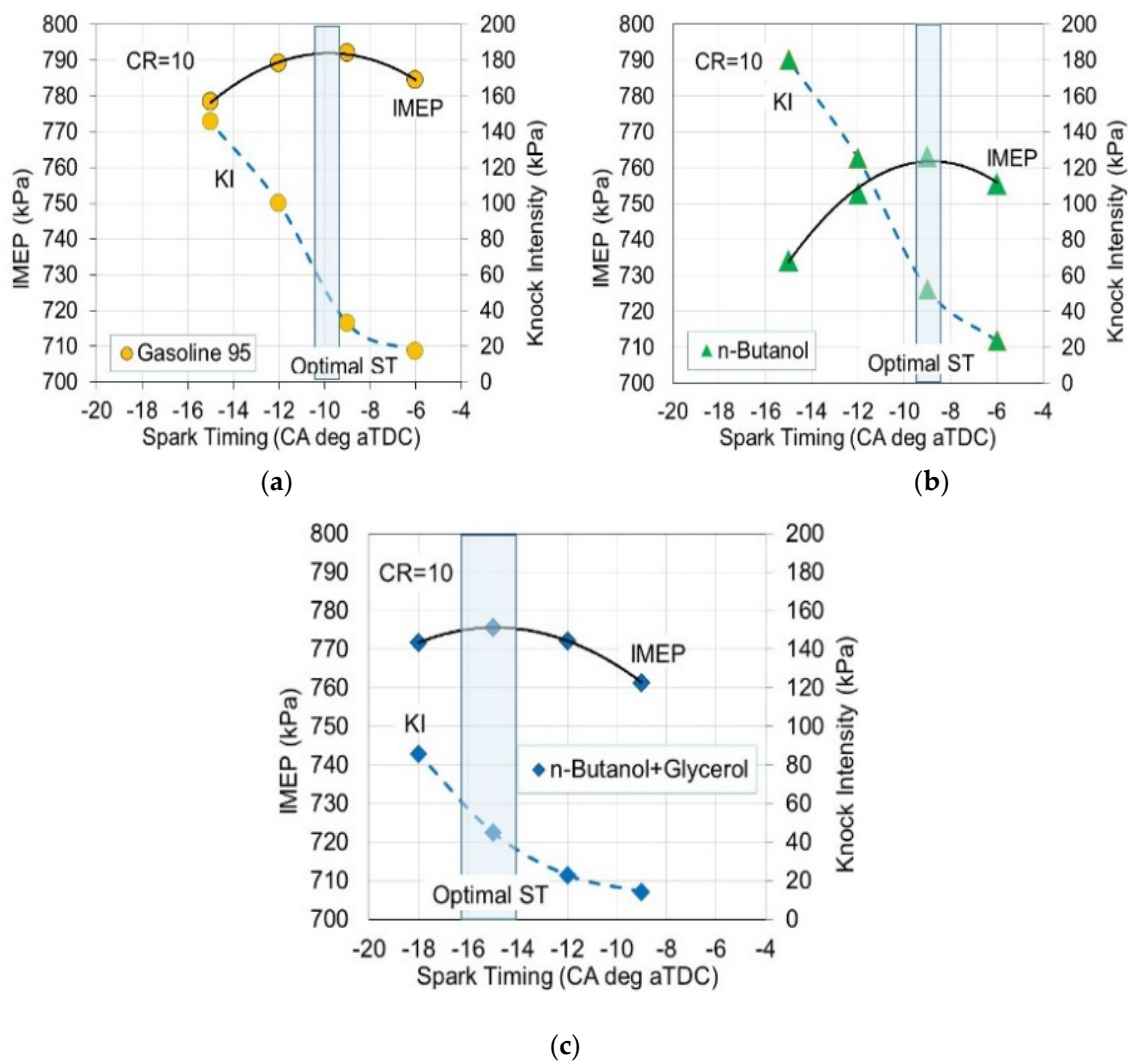 800
790
780
770
760
750
740
730
720
710
700
IMEP (kPa)
CR=10
KI
IMEP
Gasoline 95
Optimal ST
200
180
160
140
120
100
80
60
40
20
0
Knock Intensity (kPa)
-20 -18 -16 -14 -12 -10 -8 -6 -4
Spark Timing (CA deg aTDC)
(a)
800
790
780
770
760
750
740
730
720
710
700
IMEP (kPa)
CR=10
KI
IMEP
n-Butanol
Optimal ST
200
180
160
140
120
100
80
60
40
20
0
Knock Intensity (kPa)
-20 -18 -16 -14 -12 -10 -8 -6 -4
Spark Timing (CA deg aTDC)
(b)
800
790
780
770
760
750
740
730
720
710
700
IMEP (kPa)
CR=10
IMEP
KI
n-Butanol+Glycerol
Optimal ST
200
180
160
140
120
100
80
60
40
20
0
Knock Intensity (kPa)
-20 -18 -16 -14 -12 -10 -8 -6 -4
Spark Timing (CA deg aTDC)
(c)